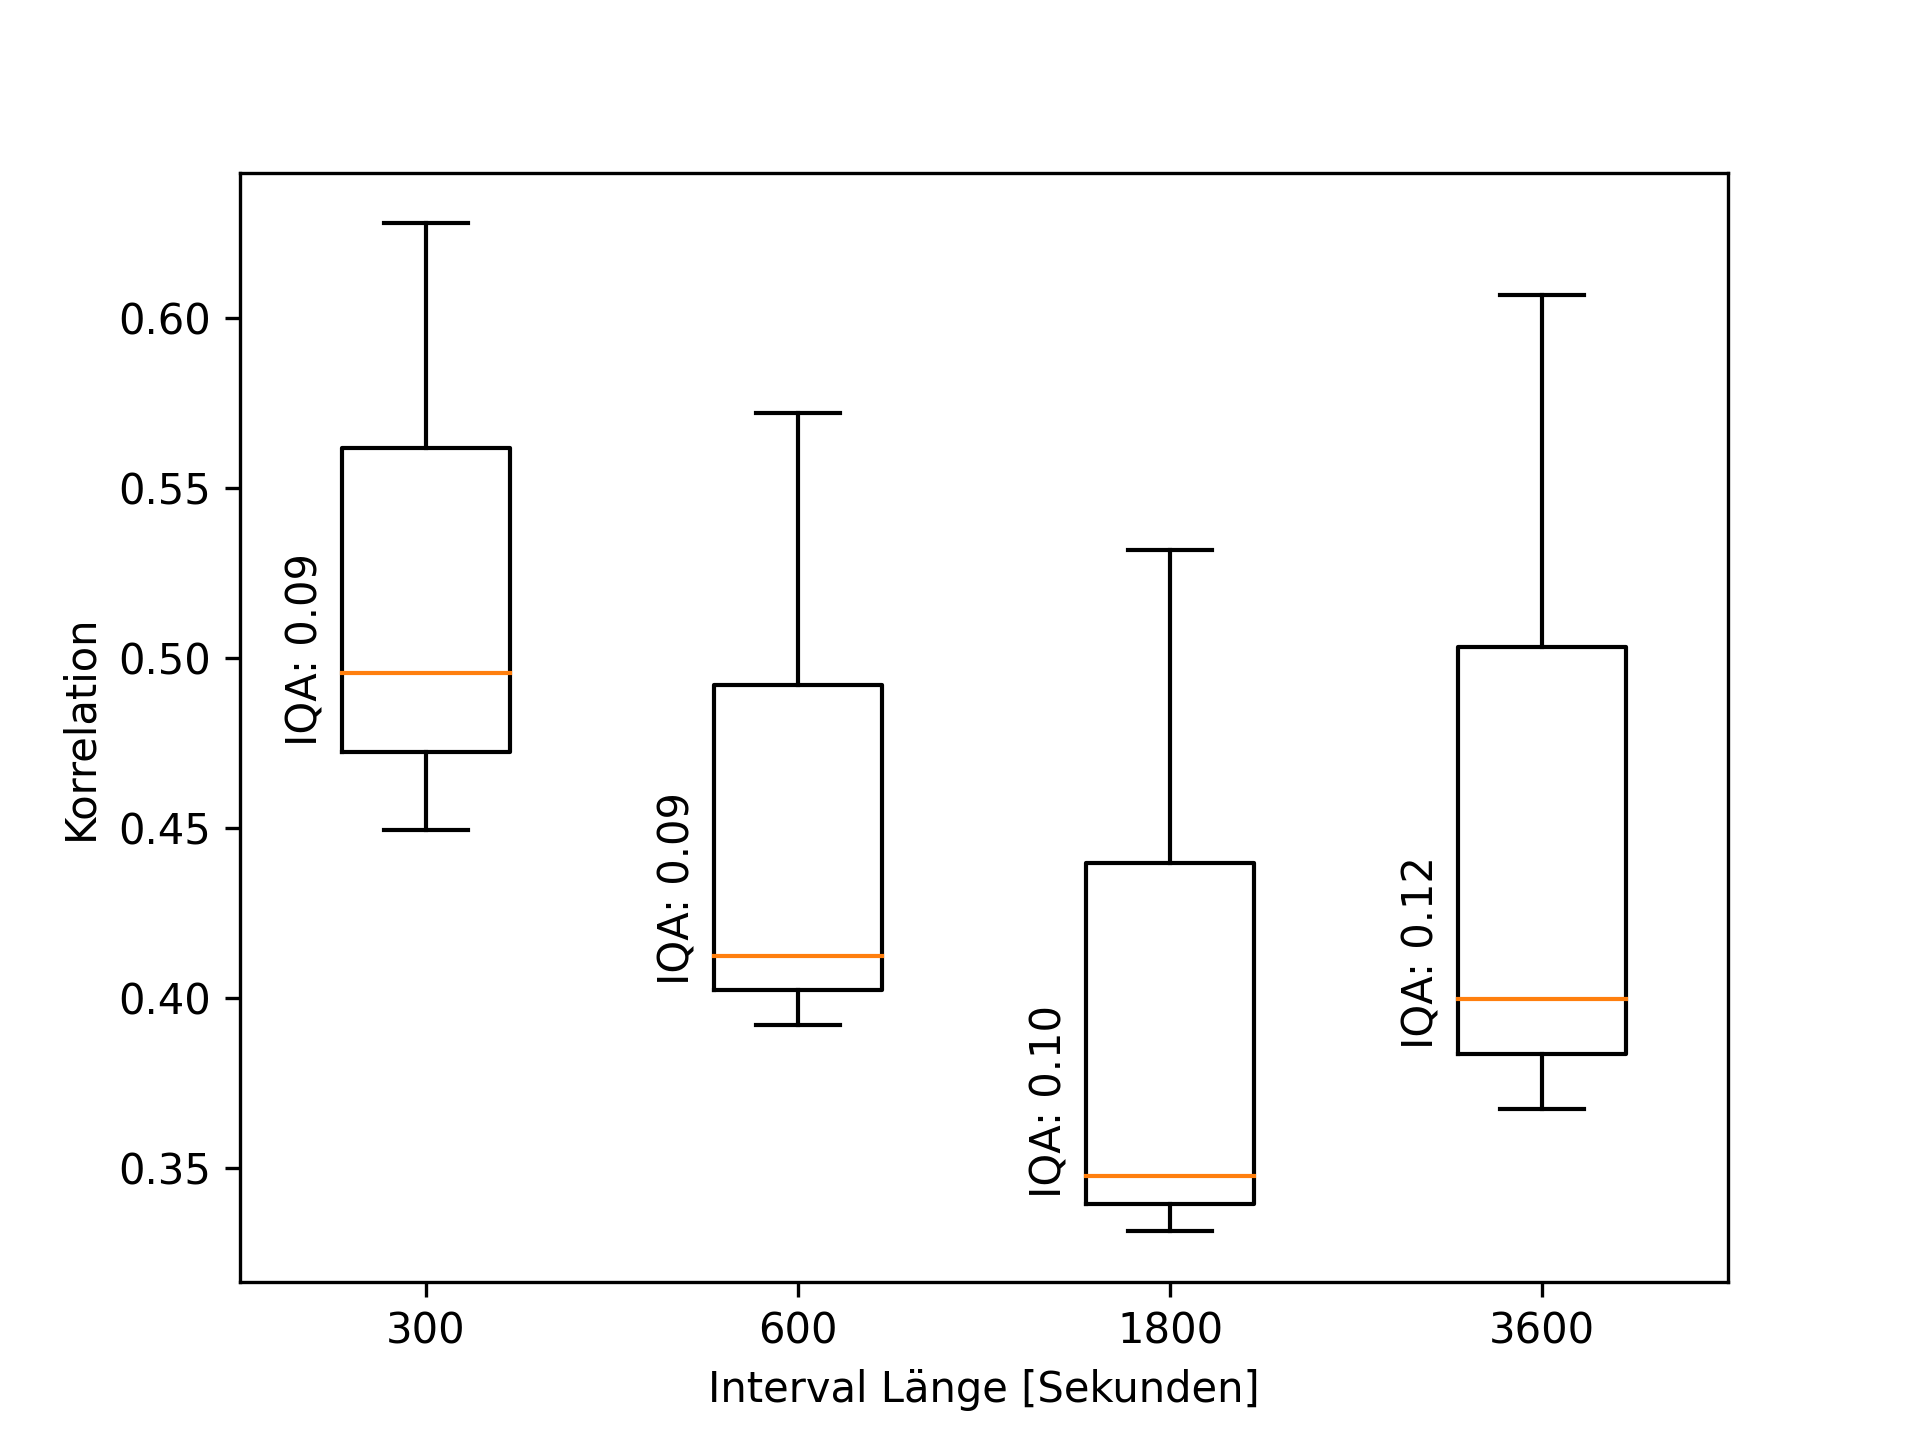 0.60
0.55
0.50
0.45
0.40
0.35
Korrelation
IQA: 0.09
IQA: 0.09
IQA: 0.10
IQA: 0.12
300 600 1800 3600
Interval Länge [Sekunden]